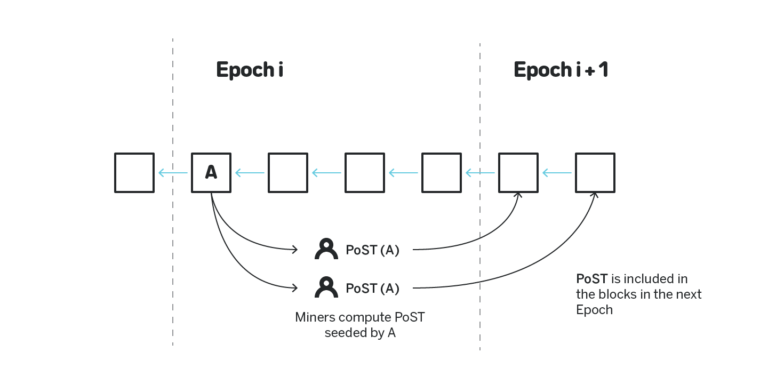 Epoch i
Epoch i + 1
A
PoST (A)
PoST (A)
Miners compute PoST
seeded by A
PoST is included in
the blocks in the next
Epoch